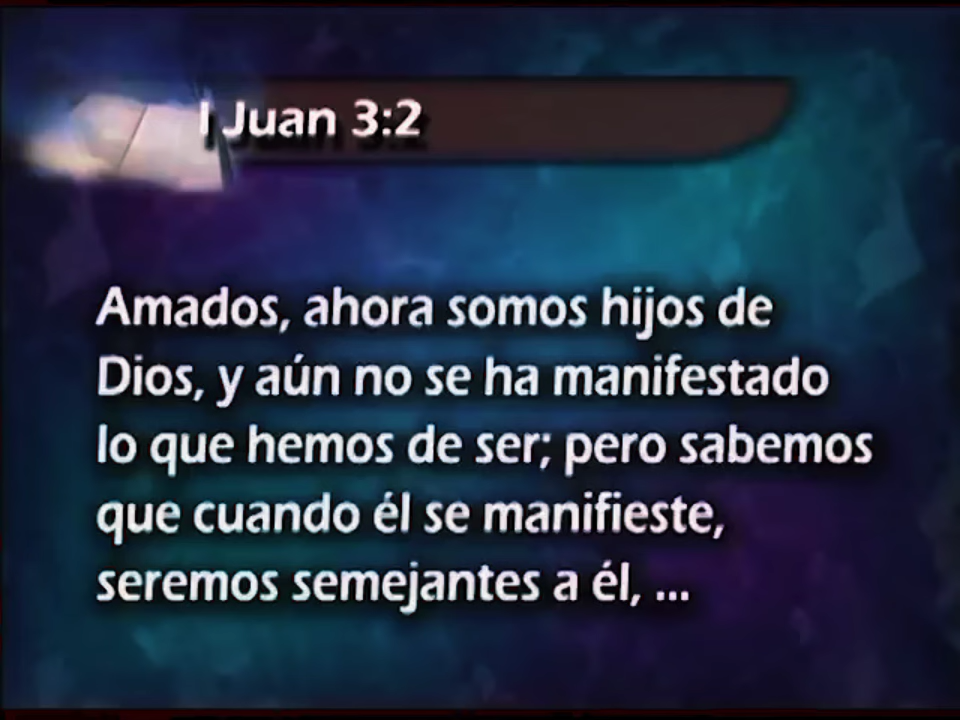 I Juan 3:2
Amados, ahora somos hijos de
Dios, y aún no se ha manifestado
lo que hemos de ser; pero sabemos
que cuando él se manifieste,
seremos semejantes a él, ...